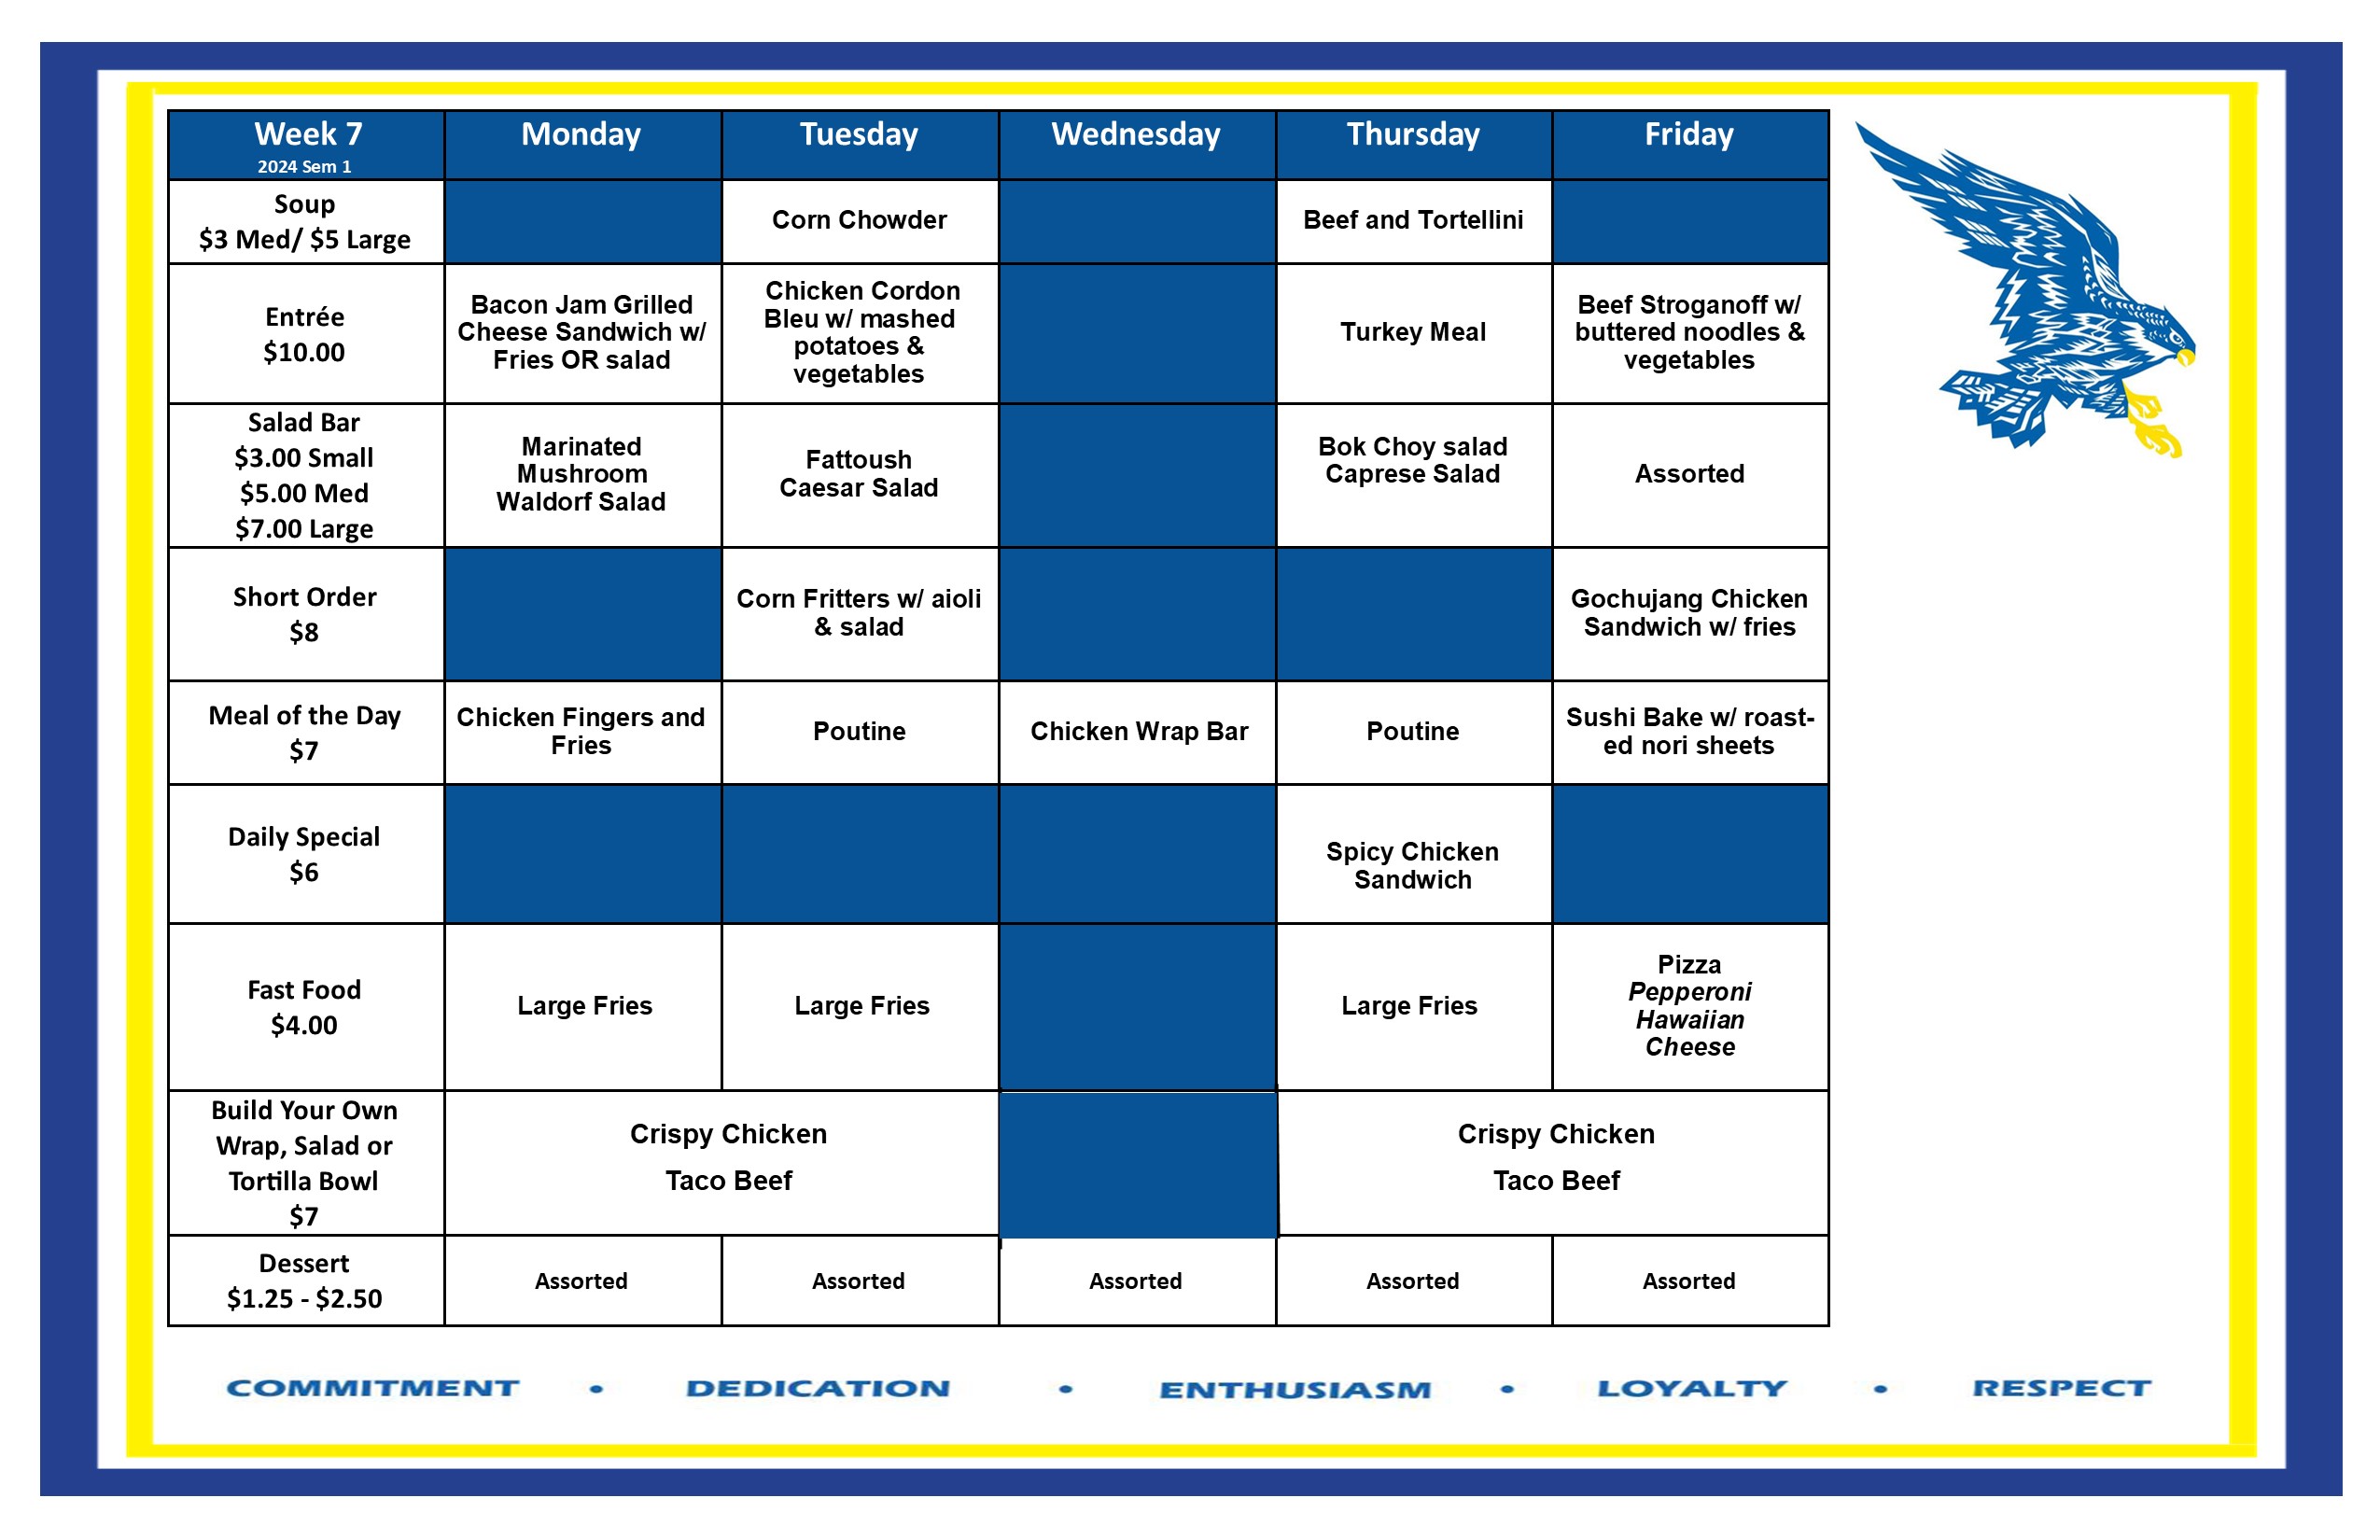 Week 7
2024 Sem 1
Monday
Tuesday
Wednesday
Thursday
Friday
Soup
$3 Med/ $5 Large
Corn Chowder
Beef and Tortellini
Entrée
$10.00
Bacon Jam Grilled
Cheese Sandwich w/
Fries OR salad
Chicken Cordon
Bleu w/ mashed
potatoes &
vegetables
Turkey Meal
Beef Stroganoff w/
buttered noodles &
vegetables
Salad Bar
$3.00 Small
$5.00 Med
$7.00 Large
Marinated
Mushroom
Waldorf Salad
Fattoush
Caesar Salad
Bok Choy salad
Caprese Salad
Assorted
Short Order
$8
Corn Fritters w/ aioli
& salad
Gochujang Chicken
Sandwich w/ fries
Meal of the Day
$7
Chicken Fingers and
Fries
Poutine
Chicken Wrap Bar
Poutine
Sushi Bake w/ roast-
ed nori sheets
Daily Special
$6
Spicy Chicken
Sandwich
Fast Food
$4.00
Large Fries
Large Fries
Large Fries
Pizza
Pepperoni
Hawaiian
Cheese
Build Your Own
Wrap, Salad or
Tortilla Bowl
$7
Crispy Chicken
Taco Beef
Crispy Chicken
Taco Beef
Dessert
$1.25 - $2.50
Assorted
Assorted
Assorted
Assorted
Assorted
COMMITMENT • DEDICATION • ENTHUSIASM • LOYALTY • RESPECT